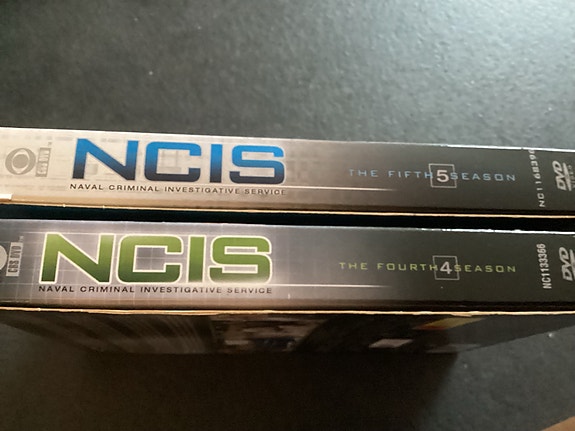 NCIS
NAVAL CRIMINAL INVESTIGATIVE SERVICE
THE FIFTH 5 SEASON
DVD
NCIS
NAVAL CRIMINAL INVESTIGATIVE SERVICE
THE FOURTH 4 SEASON
NC1133366
DVD